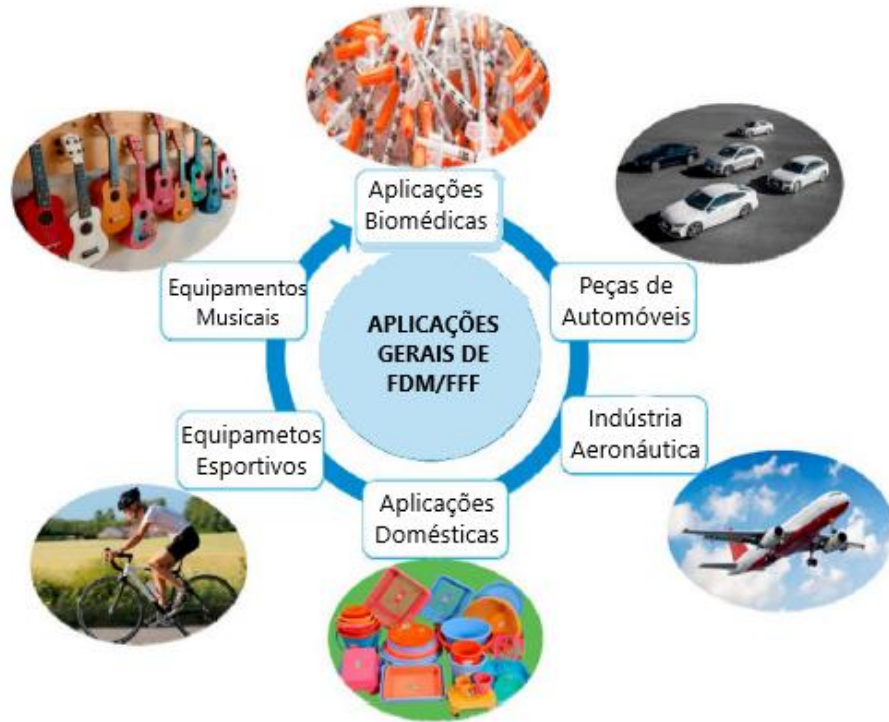 Aplicações
Biomédicas
Equipamentos
Musicais
Peças de
Automóveis
APLICAÇÕES
GERAIS DE
FDM/FFF
Equipametos
Esportivos
Indústria
Aeronáutica
Aplicações
Domésticas